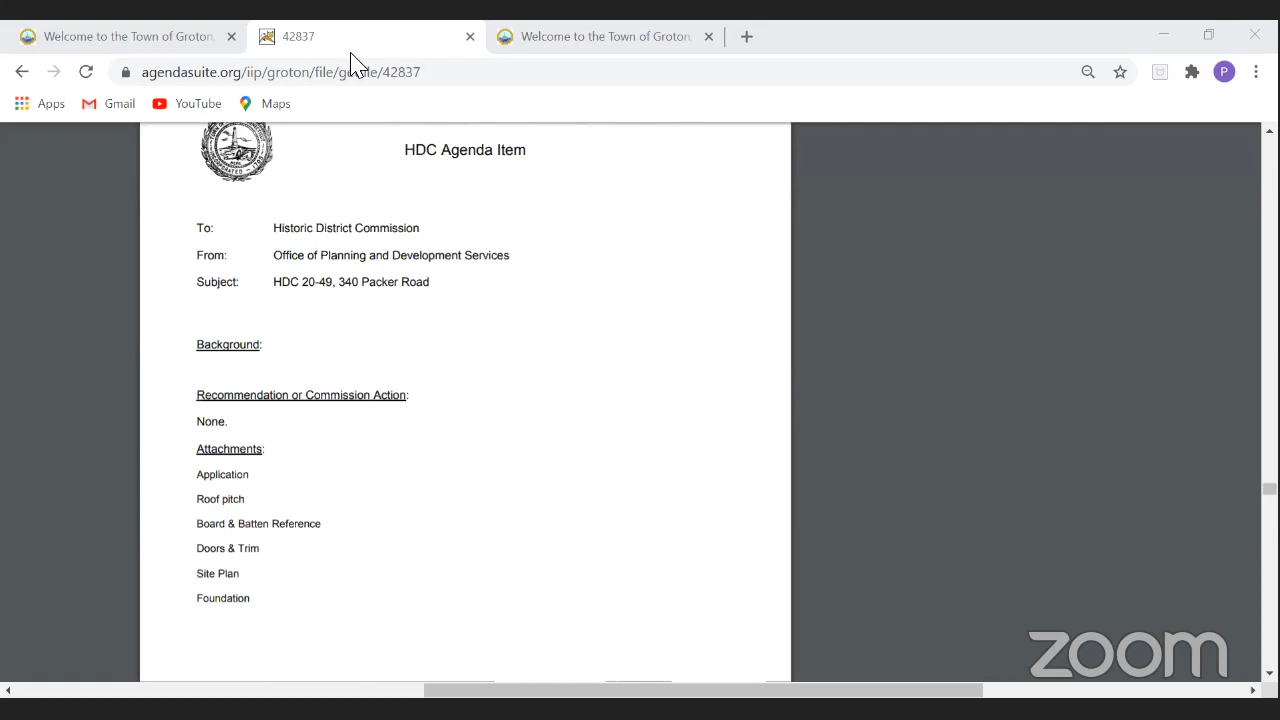 Welcome to the Town of Groton,
42837
Welcome to the Town of Groton,
agendasuite.org/iip/groton/file/ge /42837
P
Apps
Gmail
YouTube
Maps
HDC Agenda Item
To: Historic District Commission
From: Office of Planning and Development Services
Subject: HDC 20-49, 340 Packer Road
Background:
Recommendation or Commission Action:
None.
Attachments:
Application
Roof pitch
Board & Batten Reference
Doors & Trim
Site Plan
Foundation
zoom